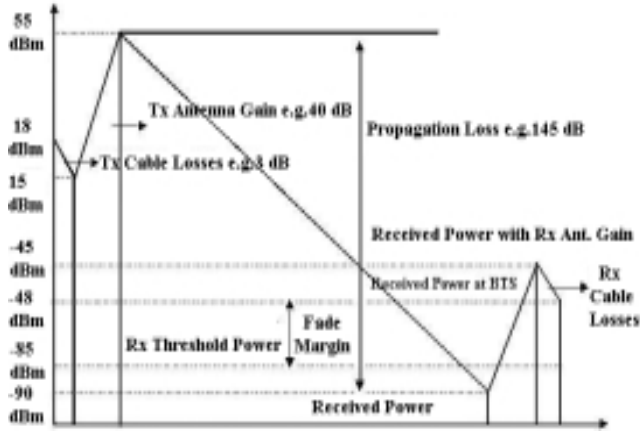 55
dBm
Tx Antenna Gain e.g.40 dB
18
dBm
Propagation Loss e.g.145 dB
Tx Cable Losses e.g.3 dB
15
dBm
-45
dBm
Received Power with Rx Ant. Gain
Received Power at BTS
Rx
Cable
Losses
-48
dBm
Fade
Margin
Rx Threshold Power
-85
dBm
-90
dBm
Received Power